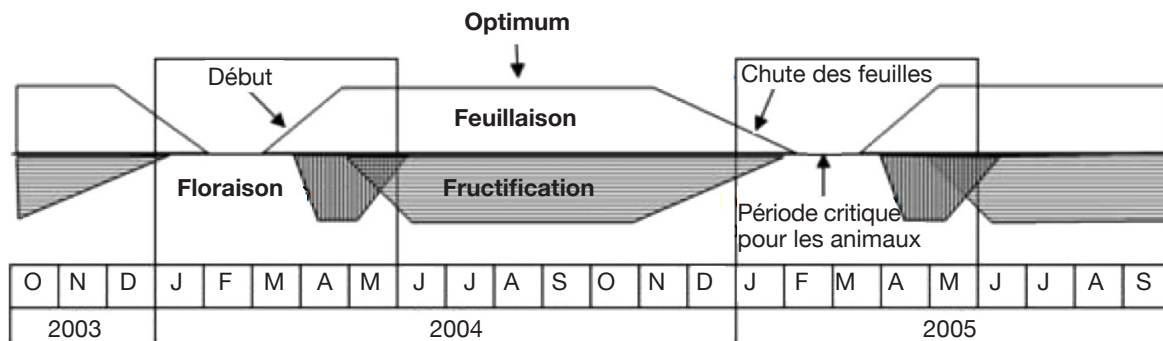 Optimum
Début
Chute des feuilles
Feuillaison
Floraison
Fructification
Période critique
pour les animaux
O N D J F M A M J J A S O N D J F M A M J J A S
2003 2004 2005